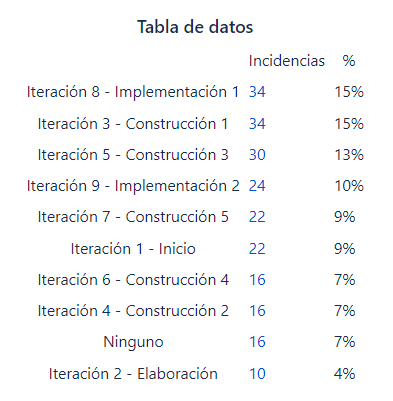 Tabla de datos
Incidencias %
Iteración 8 - Implementación 1 34 15%
Iteración 3 - Construcción 1 34 15%
Iteración 5 - Construcción 3 30 13%
Iteración 9 - Implementación 2 24 10%
Iteración 7 - Construcción 5 22 9%
Iteración 1 - Inicio 22 9%
Iteración 6 - Construcción 4 16 7%
Iteración 4 - Construcción 2 16 7%
Ninguno 16 7%
Iteración 2 - Elaboración 10 4%